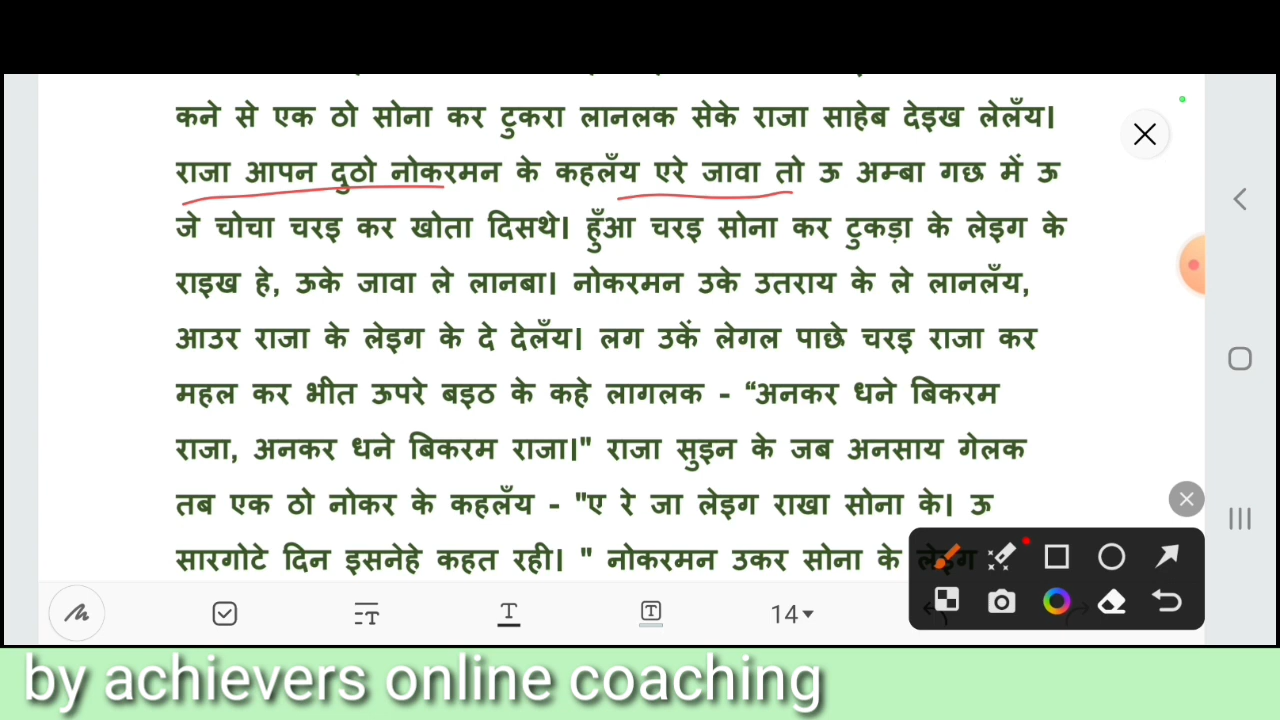 कने से एक ठो सोना कर टुकरा लानलक सेके राजा साहेब देइख लेलँय।
राजा आपन दुठो नोकरमन के कहलँय एरे जावा तो ऊ अम्बा गछ में ऊ
जे चोचा चरइ कर खोता दिसथे। हुँआ चरइ सोना कर टुकड़ा के लेइग के
राइख हे, ऊके जावा ले लानबा। नोकरमन उके उतराय के ले लानलँय,
आउर राजा के लेइग के दे देलँय। लग उकें लेगल पाछे चरइ राजा कर
महल कर भीत ऊपरे बइठ के कहे लागलक - “अनकर धने बिकरम
राजा, अनकर धने बिकरम राजा।" राजा सुइन के जब अनसाय गेलक
तब एक ठो नोकर के कहलँय - "ए रे जा लेइग राखा सोना के। ऊ
सारगोटे दिन इसनेहे कहत रही। " नोकरमन उकर सोना के लेइग
T T T 14
by achievers online coaching